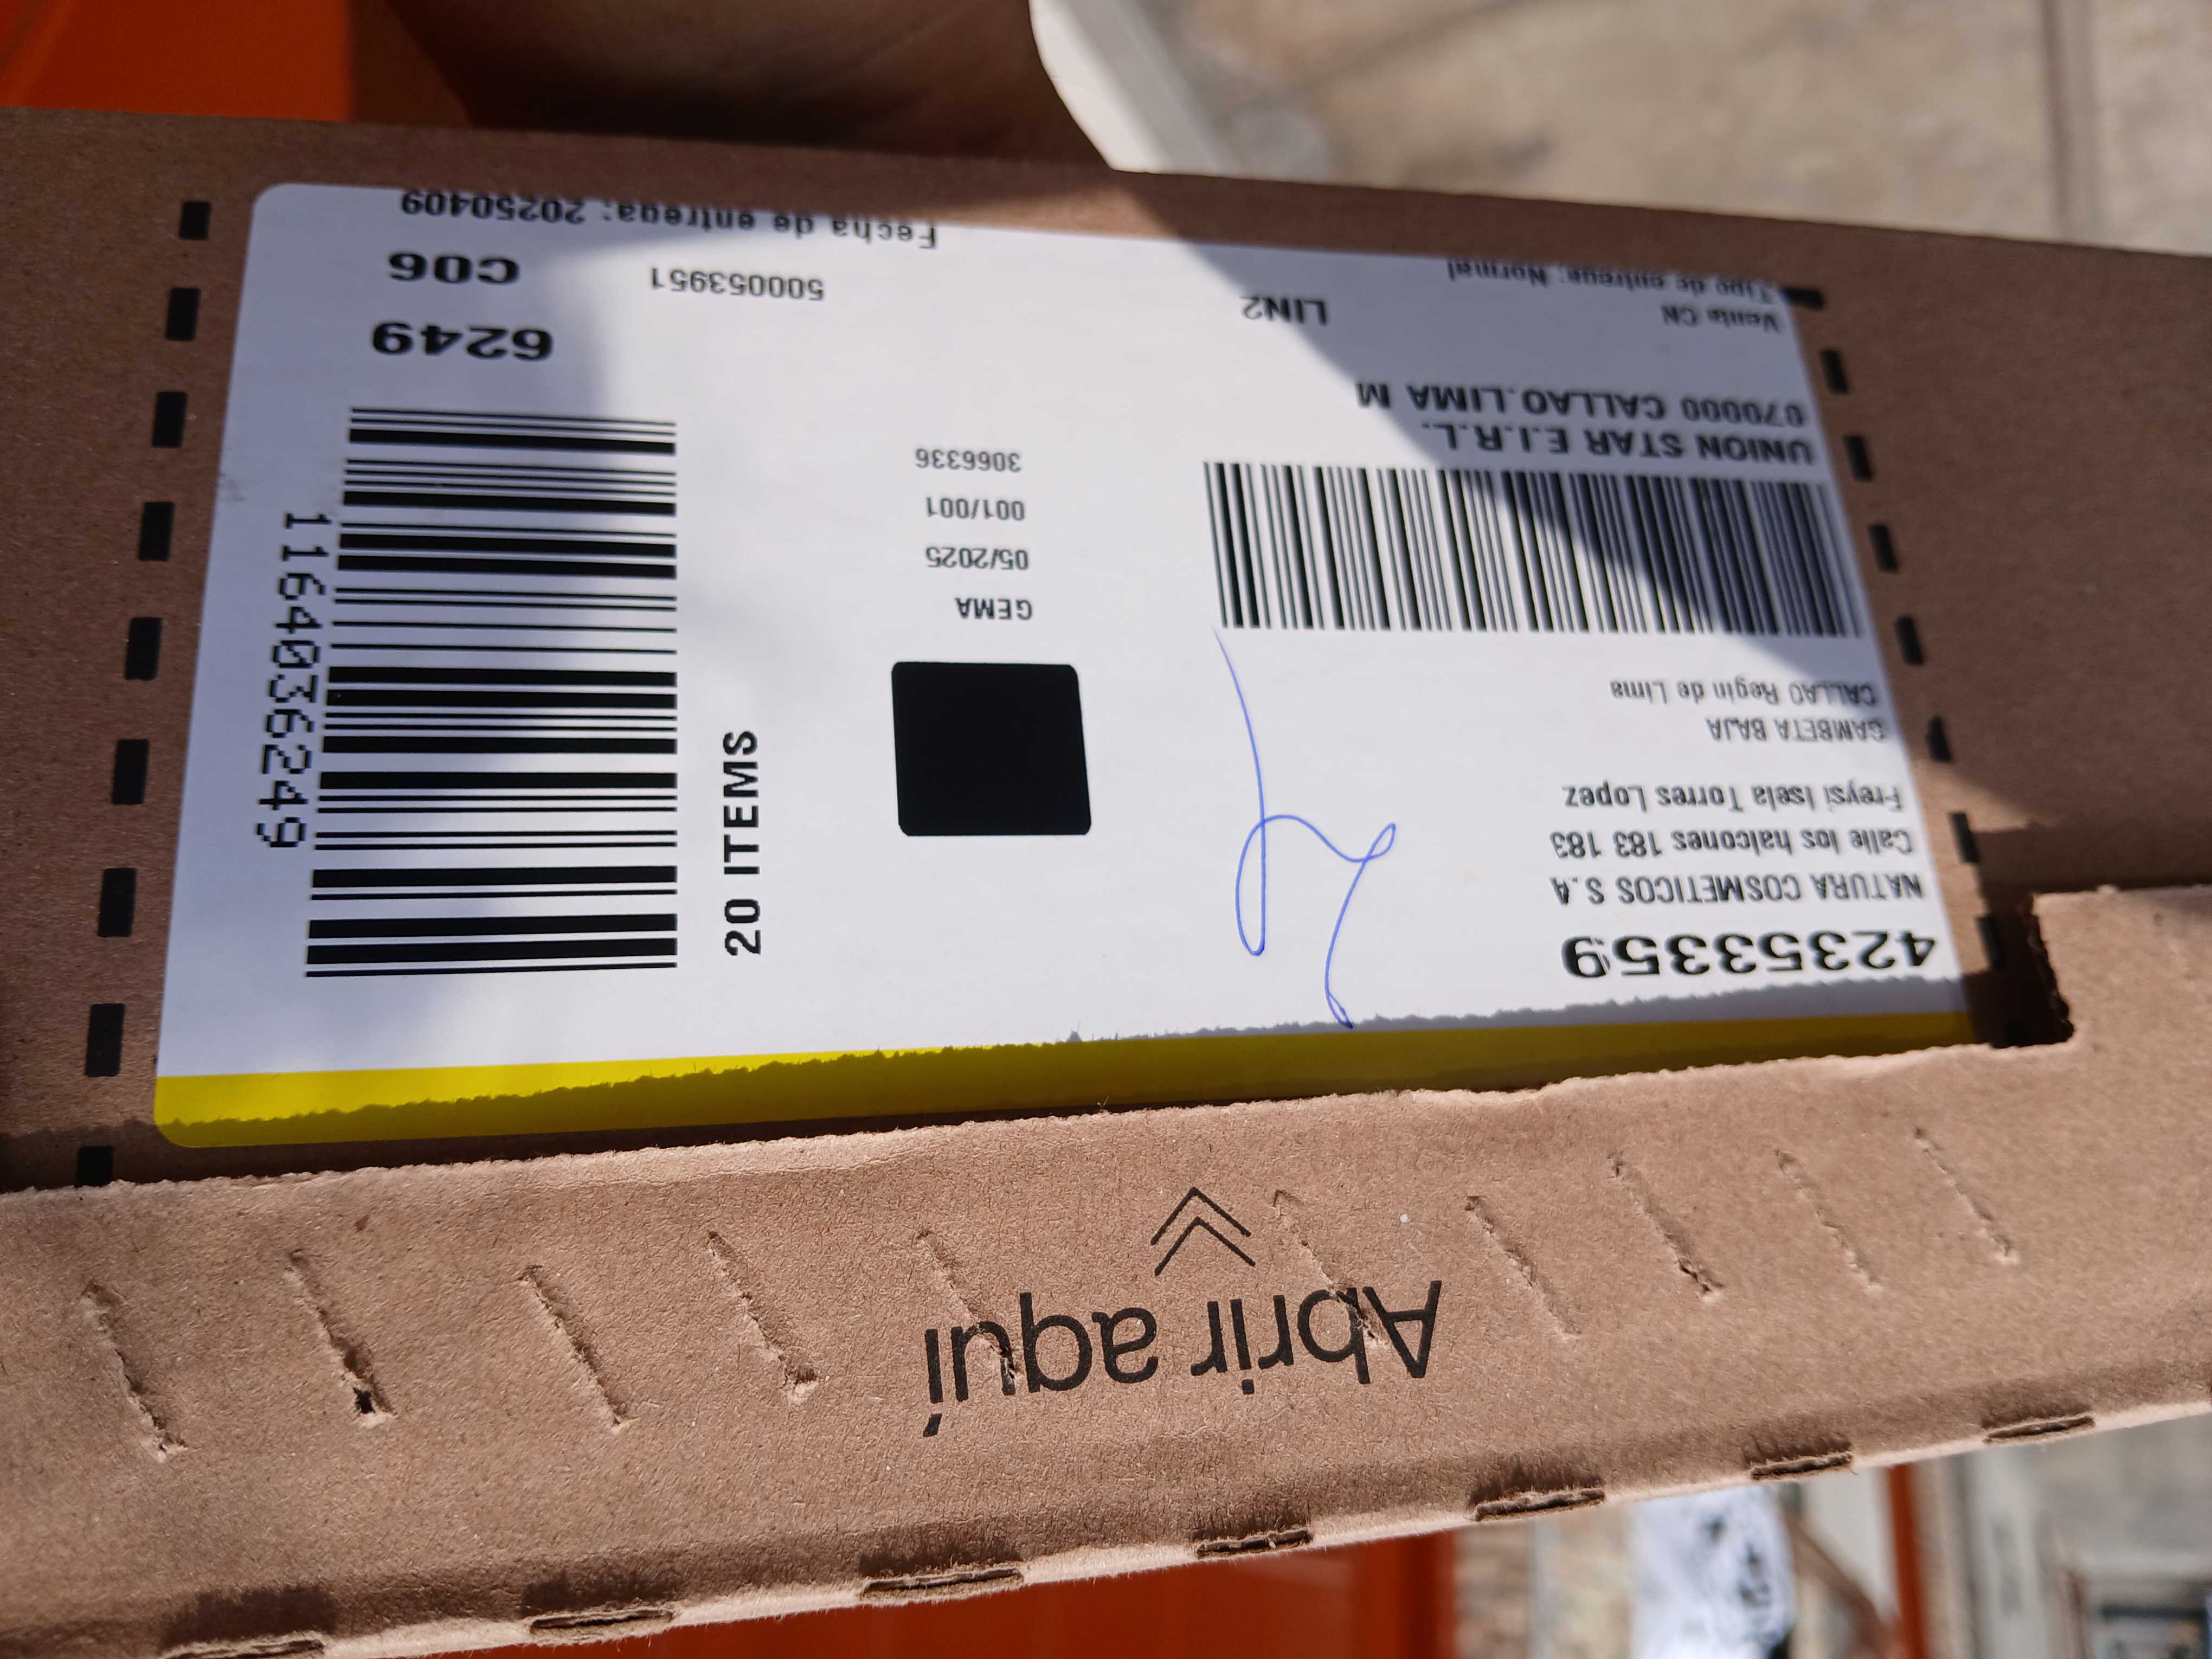 42353359
NATURA COSMETICOS S.A
Calle los halcones 183 183
Freysi Isela Torres Lopez
GAMBETA BAJA
CALLAO Regin de Lima
UNION STAR E.I.R.L.
070000 CALLAO.LIMA M
Venta CN
Tipo de entrega: Normal
LIN2
GEMA
05/2025
001/001
3066336
20 ITEMS
1164036249
6249
500053951
C06
Fecha de entrega: 20250409
Abrir aquí